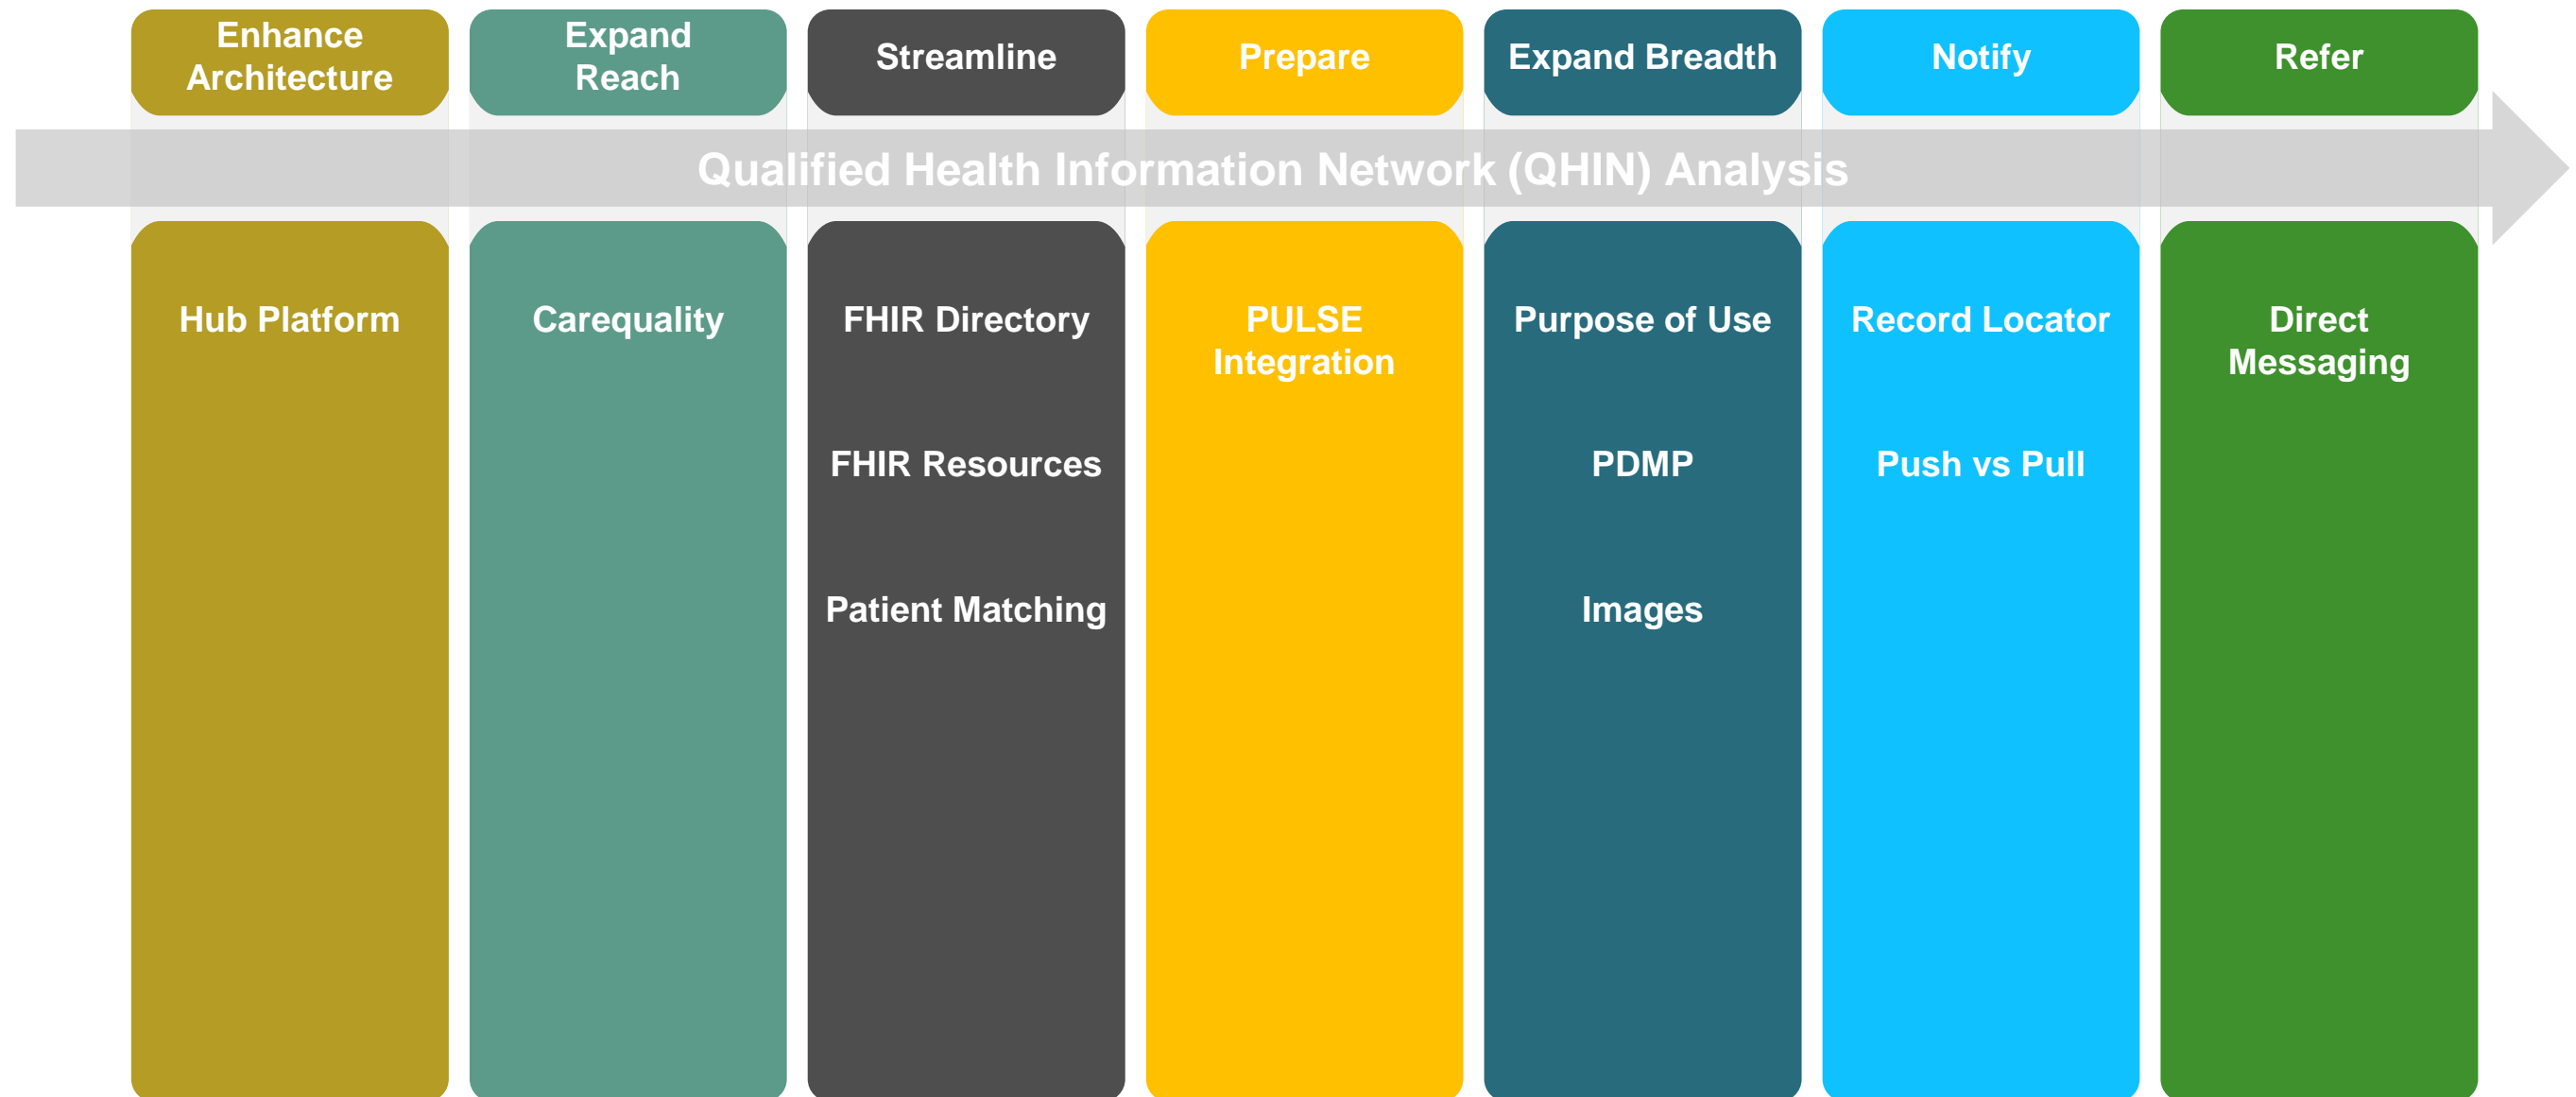 Enhance
Architecture
Expand
Reach
Streamline
Prepare
Expand Breadth
Notify
Refer
Qualified Health Information Network (QHIN) Analysis
Hub Platform
Carequality
FHIR Directory
FHIR Resources
Patient Matching
PULSE
Integration
Purpose of Use
PDMP
Images
Record Locator
Push vs Pull
Direct
Messaging